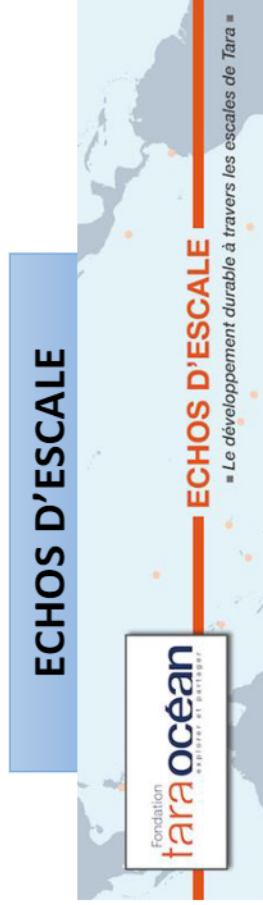 ECHOS D'ESCALE
Fondation
tara océan
explorer et partager
ECHOS D'ESCALE
▪ Le développement durable à travers les escales de Tara ▪